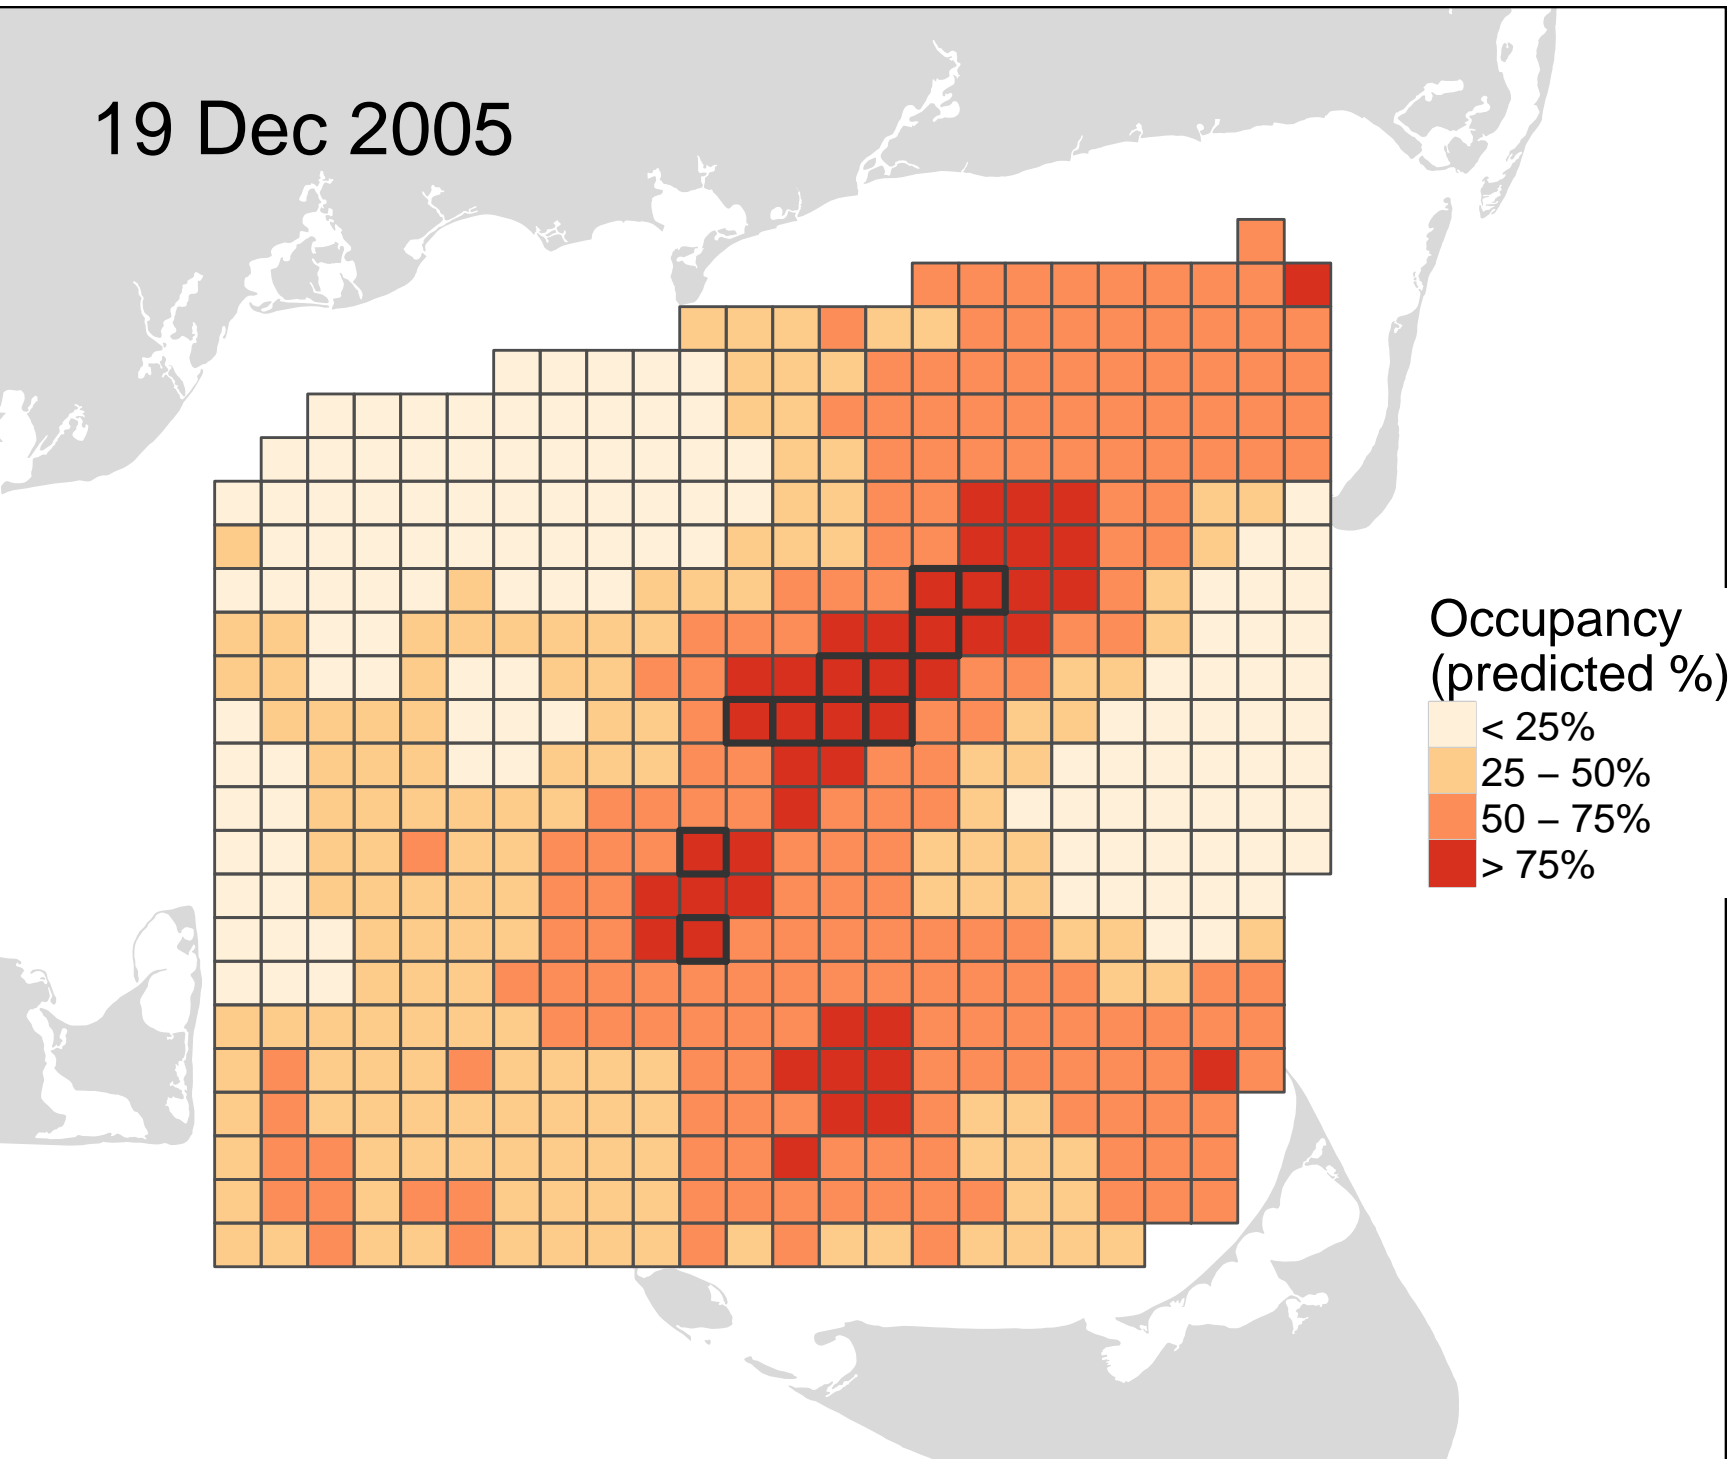 19 Dec 2005
Occupancy
(predicted %)
< 25%
25 – 50%
50 – 75%
> 75%